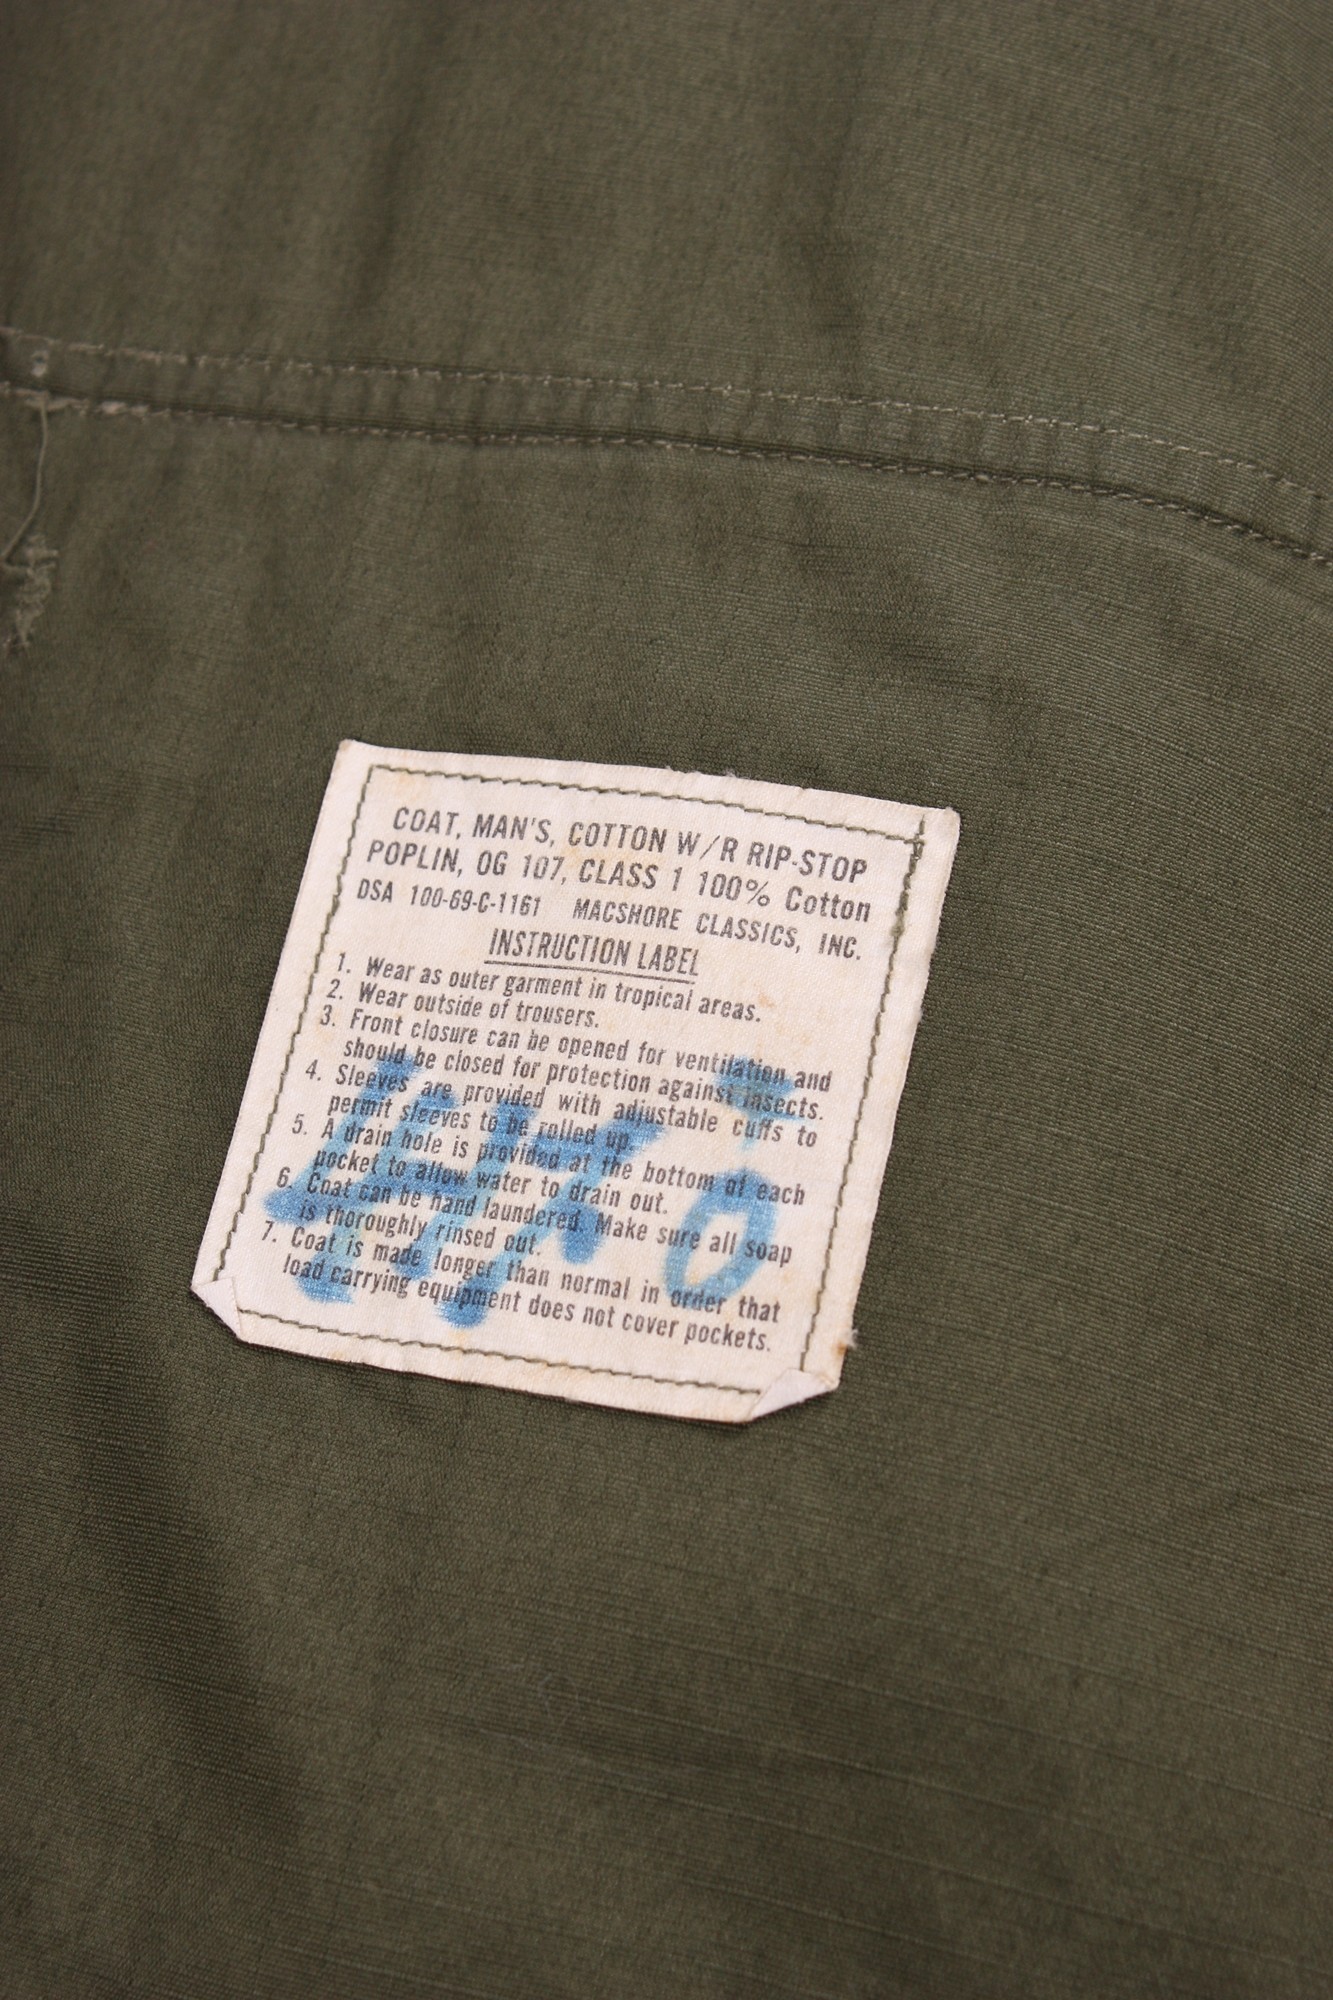 COAT, MAN'S, COTTON W/R RIP-STOP
POPLIN, OG 107, CLASS 1 100% Cotton
DSA 100-69-C-1161 MACSHORE CLASSICS, INC.
INSTRUCTION LABEL
1. Wear as outer garment in tropical areas.
2. Wear outside of trousers.
3. Front closure can be opened for ventilation and
should be closed for protection against insects.
4. Sleeves are provided with adjustable cuffs to
permit sleeves to be rolled up.
5. A drain hole is provided at the bottom of each
pocket to allow water to drain out.
6. Coat can be hand laundered. Make sure all soap
is thoroughly rinsed out.
7. Coat is made longer than normal in order that
load carrying equipment does not cover pockets.